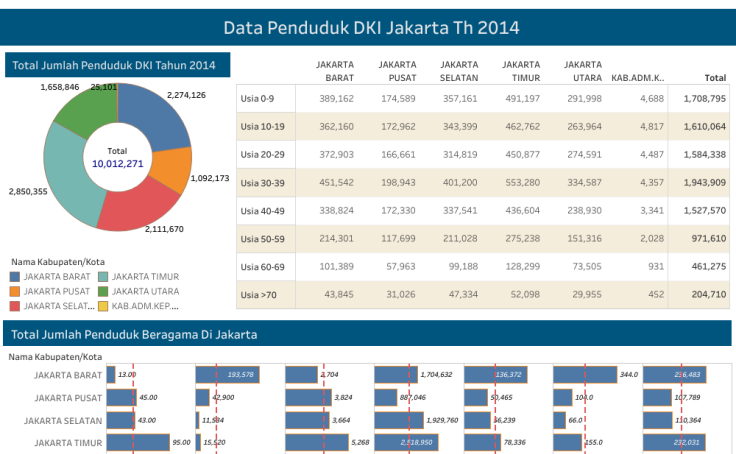 Data Penduduk DKI Jakarta Th 2014
Total Jumlah Penduduk DKI Tahun 2014
1,658,846
25,101
2,274,126
1,092,173
2,111,670
2,850,355
Total
10,012,271
Nama Kabupaten/Kota
JAKARTA BARAT JAKARTA TIMUR
JAKARTA PUSAT JAKARTA UTARA
JAKARTA SELAT... KAB.ADM.KEP....
JAKARTA BARAT JAKARTA PUSAT JAKARTA SELATAN JAKARTA TIMUR JAKARTA UTARA KAB.ADM.K.. Total
Usia 0-9 389,162 174,589 357,161 491,197 291,998 4,688 1,708,795
Usia 10-19 362,160 172,962 343,399 462,762 263,964 4,817 1,610,064
Usia 20-29 372,903 166,661 314,819 450,877 274,591 4,487 1,584,338
Usia 30-39 451,542 198,943 401,200 553,280 334,587 4,357 1,943,909
Usia 40-49 338,824 172,330 337,541 436,604 238,930 3,341 1,527,570
Usia 50-59 214,301 117,699 211,028 275,238 151,316 2,028 971,610
Usia 60-69 101,389 57,963 99,188 128,299 73,505 931 461,275
Usia >70 43,845 31,026 47,334 52,098 29,955 452 204,710
Total Jumlah Penduduk Beragama Di Jakarta
Nama Kabupaten/Kota
JAKARTA BARAT 13.00 193,578 2,704 1,704,632 136,372 344.0 236,483
JAKARTA PUSAT 45.00 42,900 3,824 887,046 50,465 104.0 107,789
JAKARTA SELATAN 43.00 3,664 1,929,760 66,239 66.0 110,364
JAKARTA TIMUR 95.00 5,268 78,336 155.0 232,031